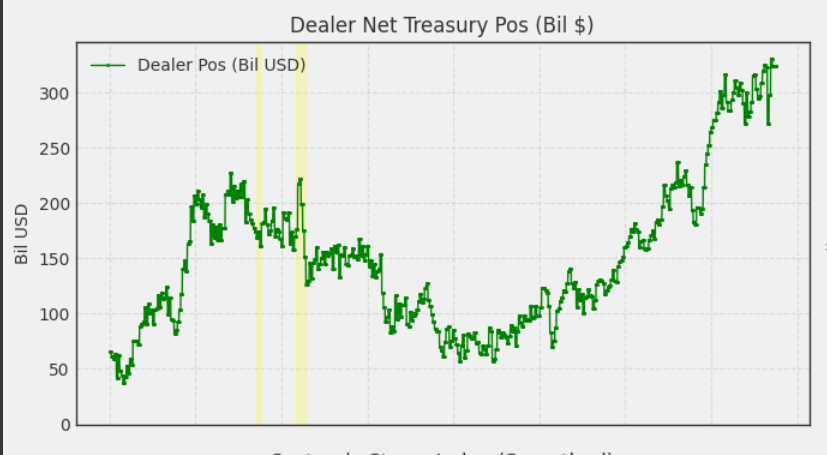 Dealer Net Treasury Pos (Bil $)
Dealer Pos (Bil USD)
Bil USD
300
250
200
150
100
50
0